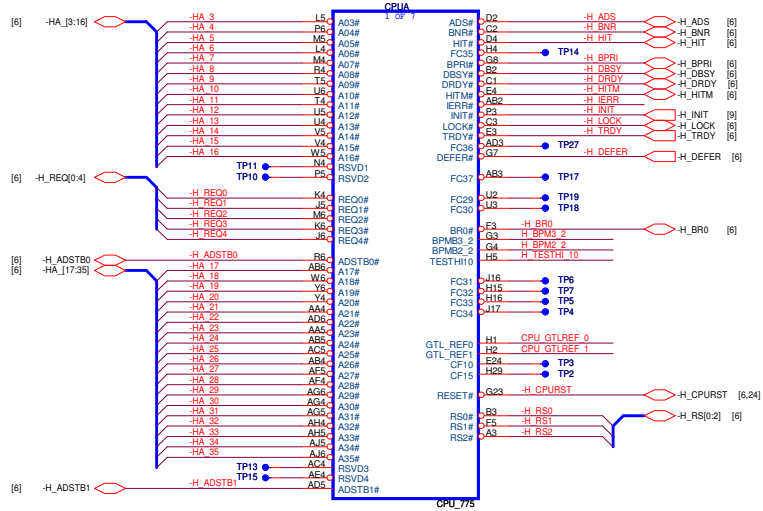 CPUA
1 OF 7
[6] -HA_[3:16]
-HA_3 L5 A03#
-HA_4 P6 A04#
-HA_5 M5 A05#
-HA_6 L4 A06#
-HA_7 M4 A07#
-HA_8 R4 A08#
-HA_9 T5 A09#
-HA_10 U6 A10#
-HA_11 T4 A11#
-HA_12 U5 A12#
-HA_13 U4 A13#
-HA_14 V5 A14#
-HA_15 V4 A15#
-HA_16 W5 A16#
TP11 N4 RSVD1
TP10 P5 RSVD2
[6] -H_REQ[0:4]
-H_REQ0 K4 REQ0#
-H_REQ1 J5 REQ1#
-H_REQ2 M6 REQ2#
-H_REQ3 K6 REQ3#
-H_REQ4 J6 REQ4#
[6] -H_ADSTB0 -H_ADSTB0 R6 ADSTB0#
[6] -HA_[17:35]
-HA_17 AB6 A17#
-HA_18 W6 A18#
-HA_19 Y6 A19#
-HA_20 Y4 A20#
-HA_21 AA4 A21#
-HA_22 AD6 A22#
-HA_23 AA5 A23#
-HA_24 AB5 A24#
-HA_25 AC5 A25#
-HA_26 AB4 A26#
-HA_27 AF5 A27#
-HA_28 AF4 A28#
-HA_29 AG6 A29#
-HA_30 AG4 A30#
-HA_31 AG5 A31#
-HA_32 AH4 A32#
-HA_33 AH5 A33#
-HA_34 AJ5 A34#
-HA_35 AJ6 A35#
TP13 AC4 RSVD3
TP15 AE4 RSVD4
[6] -H_ADSTB1 -H_ADSTB1 AD5 ADSTB1#
ADS# D2 -H_ADS -H_ADS [6]
BNR# C2 -H_BNR -H_BNR [6]
HIT# D4 -H_HIT -H_HIT [6]
FC35 H4 TP14
BPRI# G8 -H_BPRI -H_BPRI [6]
DBSY# B2 -H_DBSY -H_DBSY [6]
DRDY# C1 -H_DRDY -H_DRDY [6]
HITM# E4 -H_HITM -H_HITM [6]
IERR# AB2 -H_IERR
INIT# P3 -H_INIT -H_INIT [9]
LOCK# C3 -H_LOCK -H_LOCK [6]
TRDY# E3 -H_TRDY -H_TRDY [6]
FC36 AD3 TP27
DEFER# G7 -H_DEFER -H_DEFER [6]
FC37 AB3 TP17
FC29 U2 TP19
FC30 U3 TP18
BR0# F3 -H_BR0 -H_BR0 [6]
BPMB3_2 G3 H_BPM3_2
BPMB2_2 G4 H_BPM2_2
TESTHI10 H5 H_TESTHI_10
FC31 J16 TP6
FC32 H15 TP7
FC33 H16 TP5
FC34 J17 TP4
GTL_REF0 H1 CPU_GTLREF_0
GTL_REF1 H2 CPU_GTLREF_1
CF10 E24 TP3
CF15 H29 TP2
RESET# G23 -H_CPURST -H_CPURST [6,24]
RS0# B3 -H_RS0 -H_RS[0:2] [6]
RS1# F5 -H_RS1
RS2# A3 -H_RS2
CPU_775